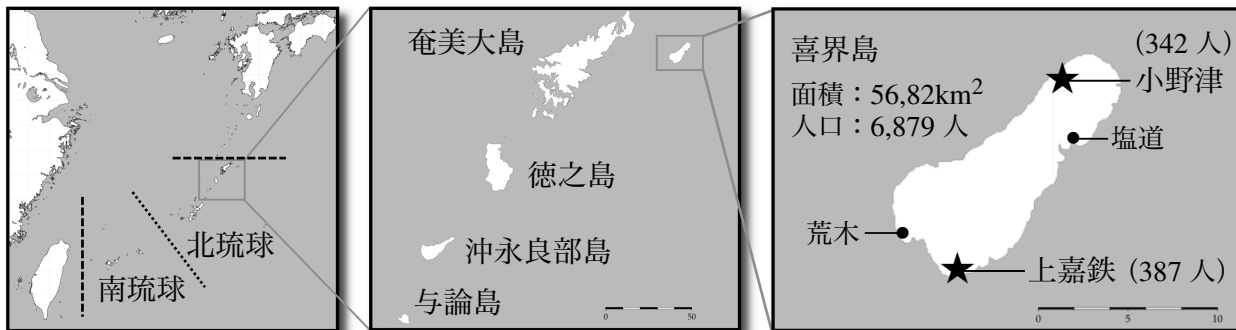 北琉球
南琉球
奄美大島
徳之島
沖永良部島
与論島
0 50
喜界島
面積：56,82km²
人口：6,879 人
（342 人）
小野津
塩道
荒木
上嘉鉄（387 人）
0 5 10